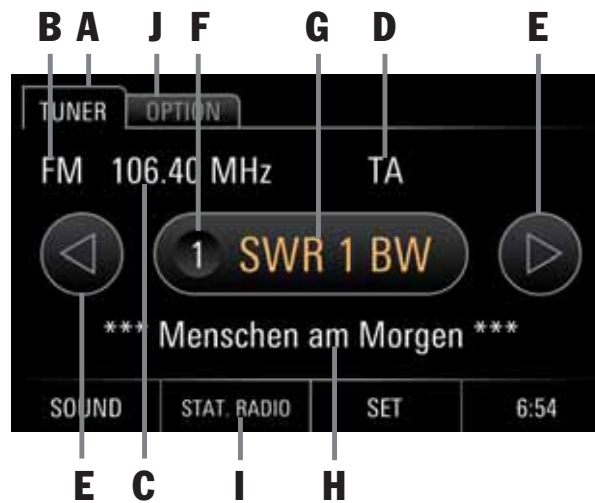 B A J F G D E
TUNER OPTION
FM 106.40 MHz TA
1 SWR 1 BW
*** Menschen am Morgen ***
SOUND STAT. RADIO SET 6:54
E C I H